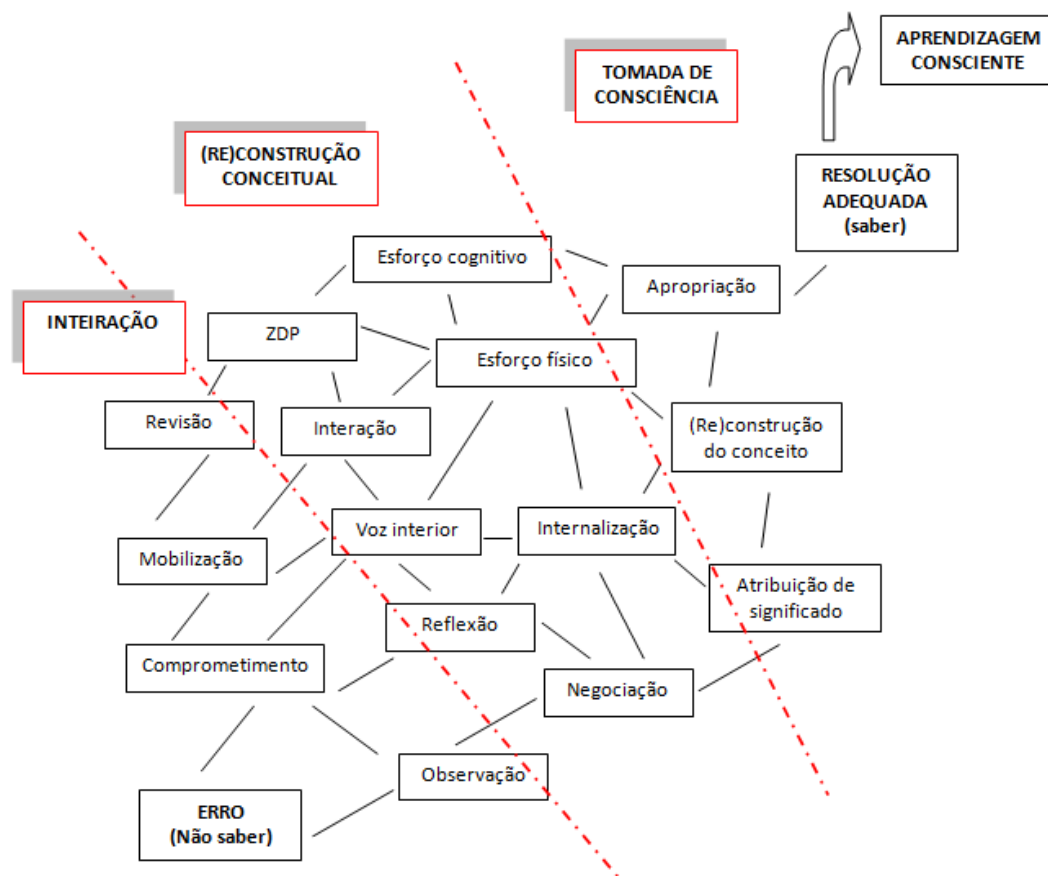 APRENDIZAGEM
CONSCIENTE
TOMADA DE
CONSCIÊNCIA
(RE)CONSTRUÇÃO
CONCEITUAL
RESOLUÇÃO
ADEQUADA
(saber)
Esforço cognitivo
Apropriação
INTEIRAÇÃO
ZDP
Esforço físico
Revisão
Interação
(Re)construção
do conceito
Voz interior
Internalização
Mobilização
Atribuição de
significado
Reflexão
Comprometimento
Negociação
Observação
ERRO
(Não saber)